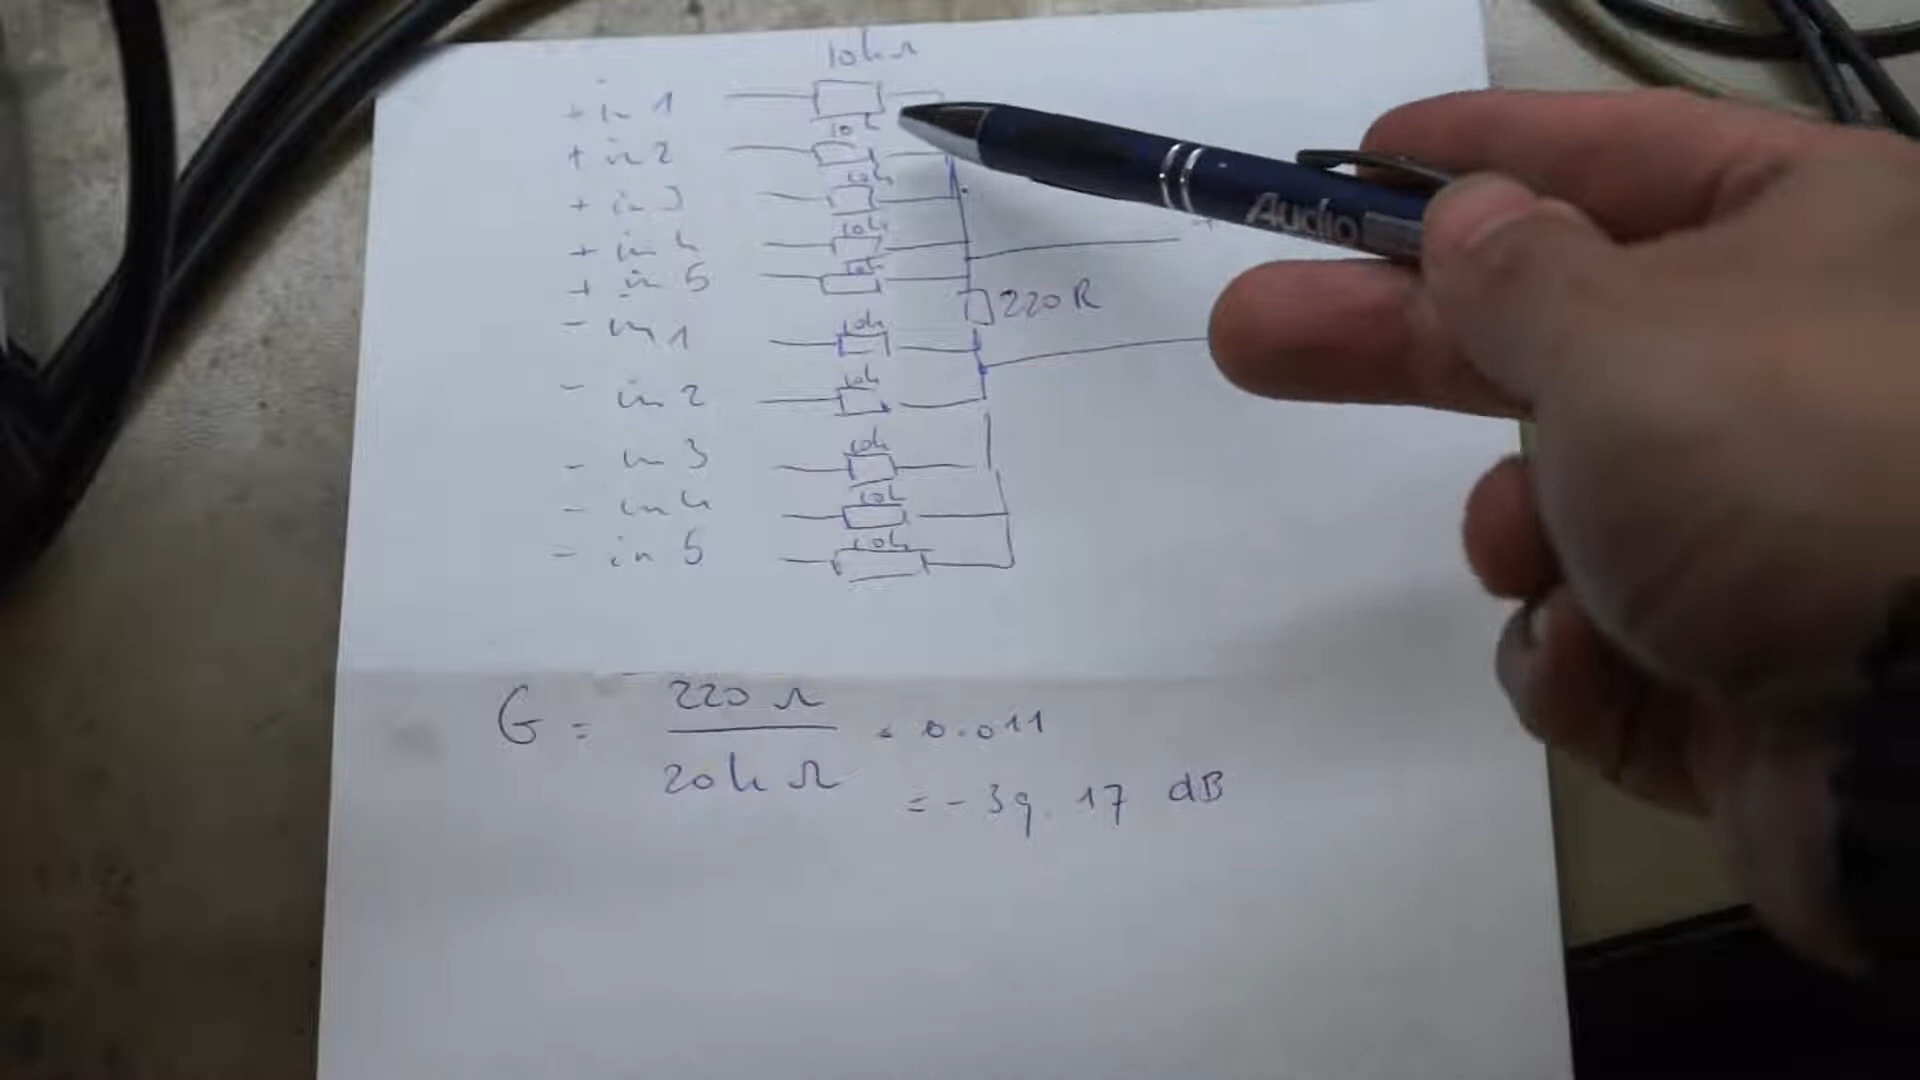 10kΩ
+ in 1
10k
+ in 2
10k
+ in 3
10k
+ in 4
10k
+ in 5
220R
10k
- in 1
10k
- in 2
10k
- in 3
10k
- in 4
10k
- in 5
Audio
G = 220 Ω
20k Ω
= 0.011
= - 39.17 dB